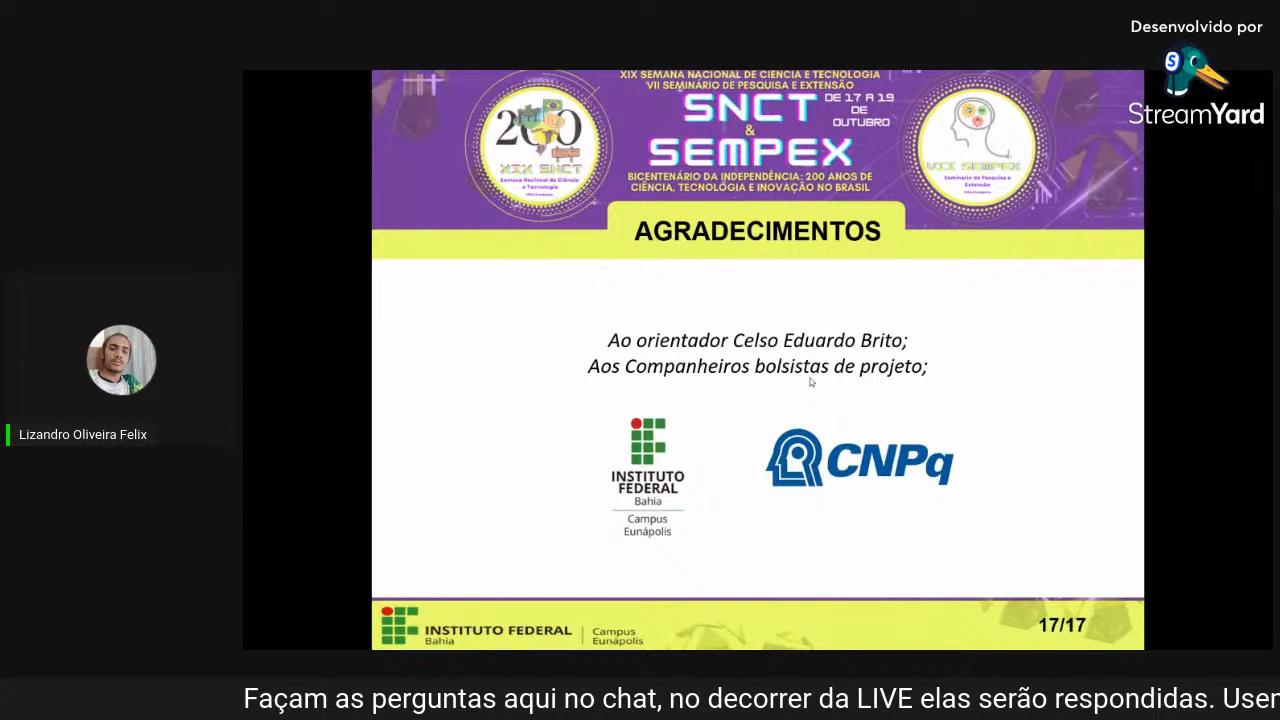 Desenvolvido por
StreamYard
XIX SEMANA NACIONAL DE CIÊNCIA E TECNOLOGIA
VII SEMINÁRIO DE PESQUISA E EXTENSÃO
SNCT
&
SEMPEX
DE 17 A 19
DE
OUTUBRO
BICENTENÁRIO DA INDEPENDÊNCIA: 200 ANOS DE
CIÊNCIA, TECNOLOGIA E INOVAÇÃO NO BRASIL
200
XIX SNCT
Semana Nacional de Ciência
e Tecnologia
VII SEMPEX
Seminário de Pesquisa e
Extensão
AGRADECIMENTOS
Ao orientador Celso Eduardo Brito;
Aos Companheiros bolsistas de projeto;
INSTITUTO
FEDERAL
Bahia
Campus
Eunápolis
CNPq
Lizandro Oliveira Felix
INSTITUTO FEDERAL
Bahia
Campus
Eunápolis
17/17
Façam as perguntas aqui no chat, no decorrer da LIVE elas serão respondidas. User